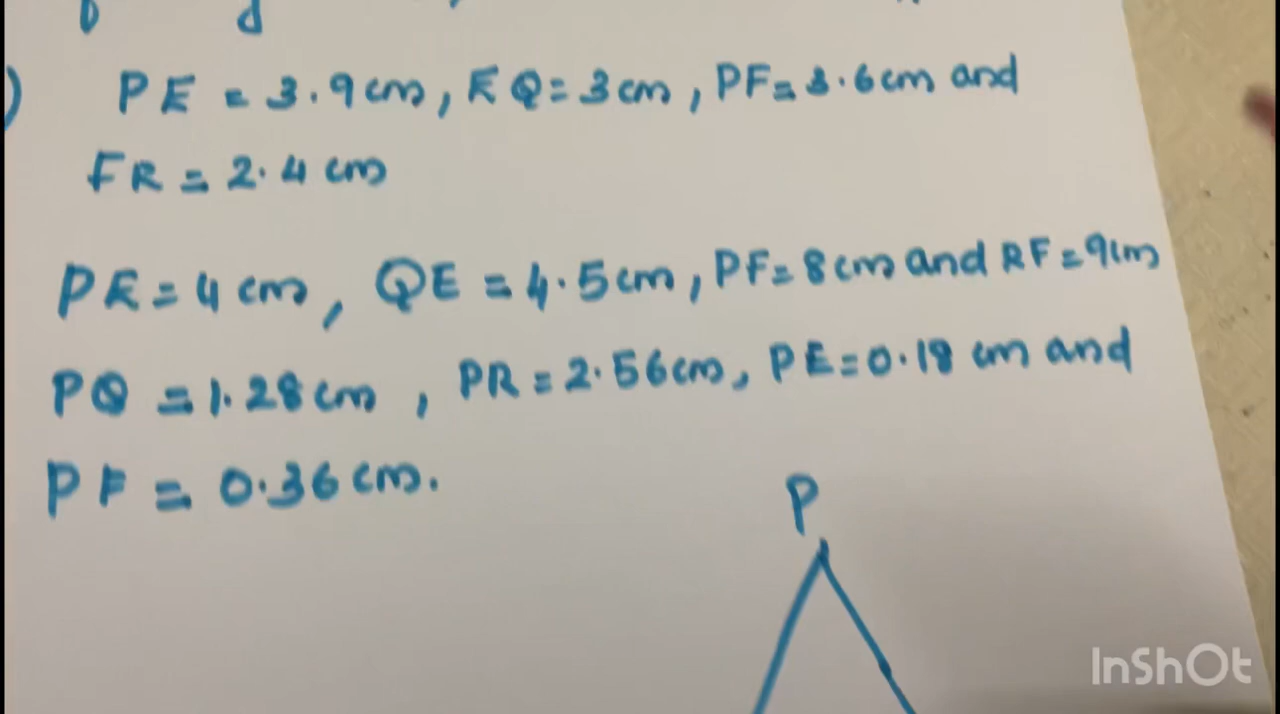 ) PE = 3.9 cm, EQ = 3 cm, PF = 3.6 cm and
FR = 2.4 cm
PE = 4 cm, QE = 4.5 cm, PF = 8 cm and RF = 9 cm
PQ = 1.28 cm, PR = 2.56 cm, PE = 0.18 cm and
PF = 0.36 cm.
P
InShOt